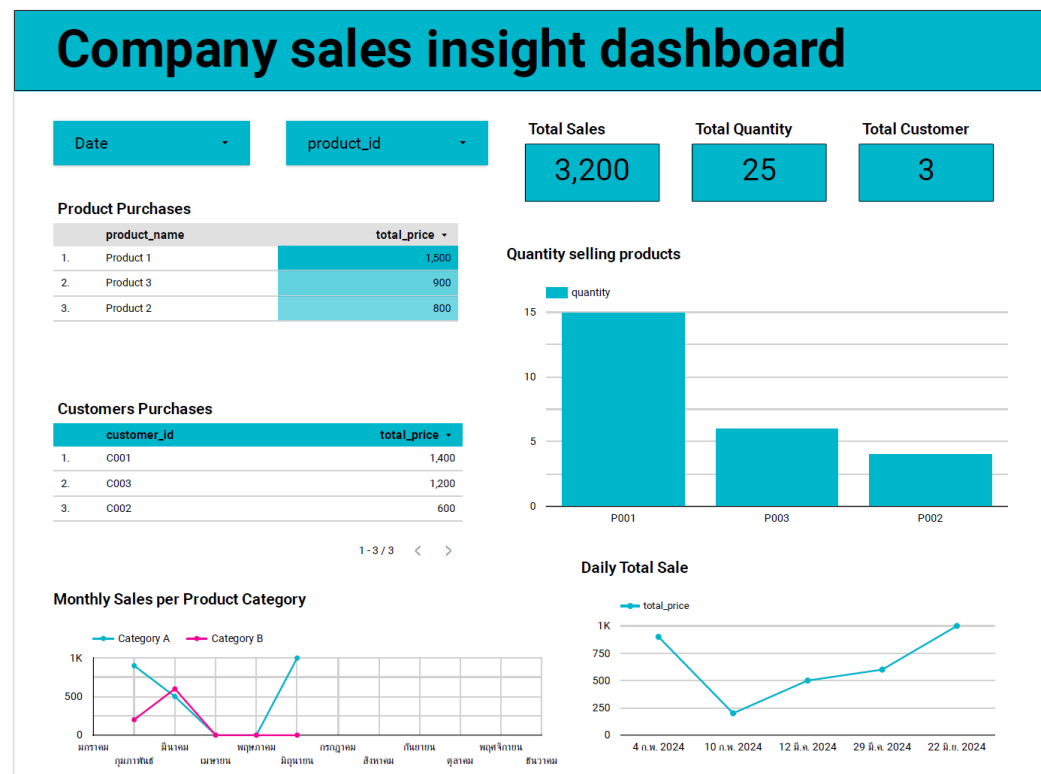 Company sales insight dashboard
Date
product_id
Total Sales
Total Quantity
Total Customer
3,200
25
3
Product Purchases
product_name total_price
1. Product 1 1,500
2. Product 3 900
3. Product 2 800
Customers Purchases
customer_id total_price
1. C001 1,400
2. C003 1,200
3. C002 600
1 - 3 / 3
Quantity selling products
quantity
15
10
5
0
P001 P003 P002
Monthly Sales per Product Category
Category A Category B
1K
500
0
มกราคม มีนาคม พฤษภาคม กรกฎาคม กันยายน พฤศจิกายน
กุมภาพันธ์ เมษายน มิถุนายน สิงหาคม ตุลาคม ธันวาคม
Daily Total Sale
total_price
1K
750
500
250
0
4 ก.พ. 2024 10 ก.พ. 2024 12 มี.ค. 2024 29 มี.ค. 2024 22 มิ.ย. 2024